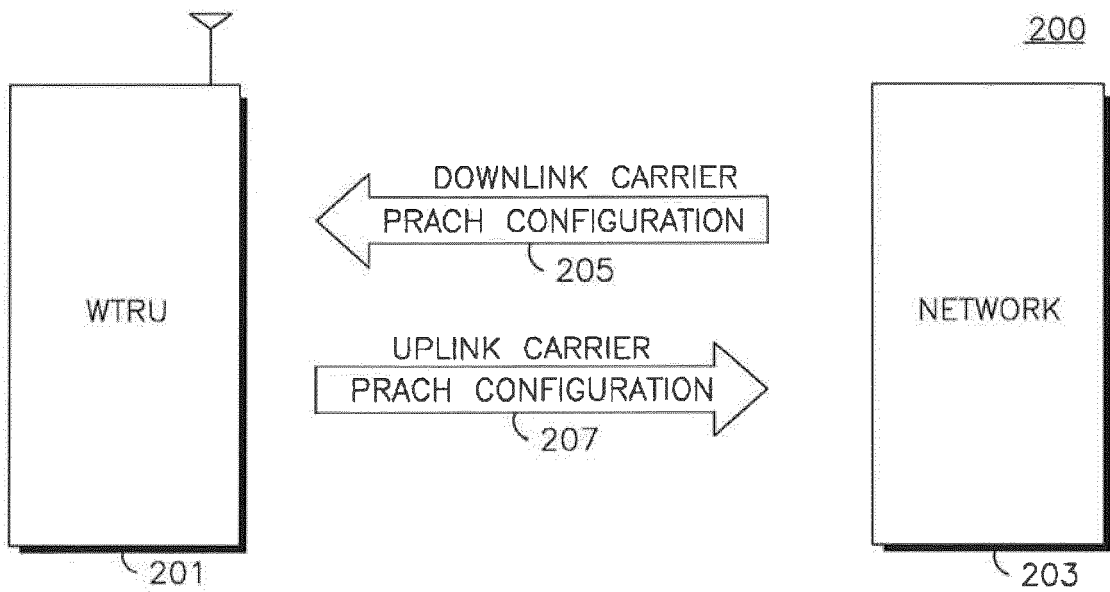 200
DOWNLINK CARRIER
PRACH CONFIGURATION
205
WTRU
NETWORK
UPLINK CARRIER
PRACH CONFIGURATION
207
201
203